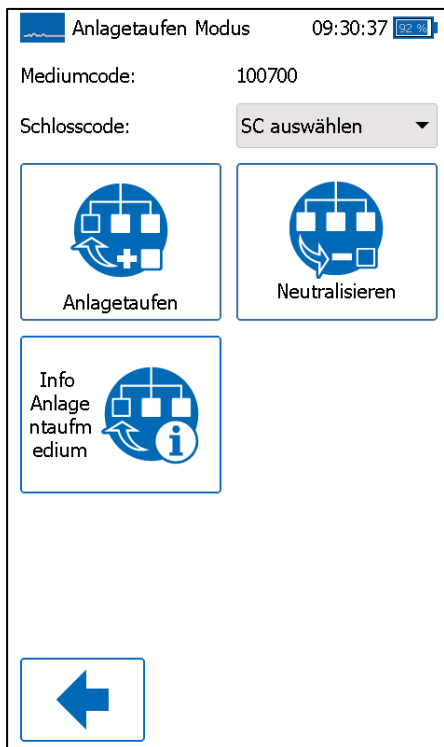 Anlagetaufen Modus 09:30:37 92 %
Mediumcode: 100700
Schlosscode: SC auswählen
Anlagetaufen
Neutralisieren
Info
Anlage
ntaufm
edium